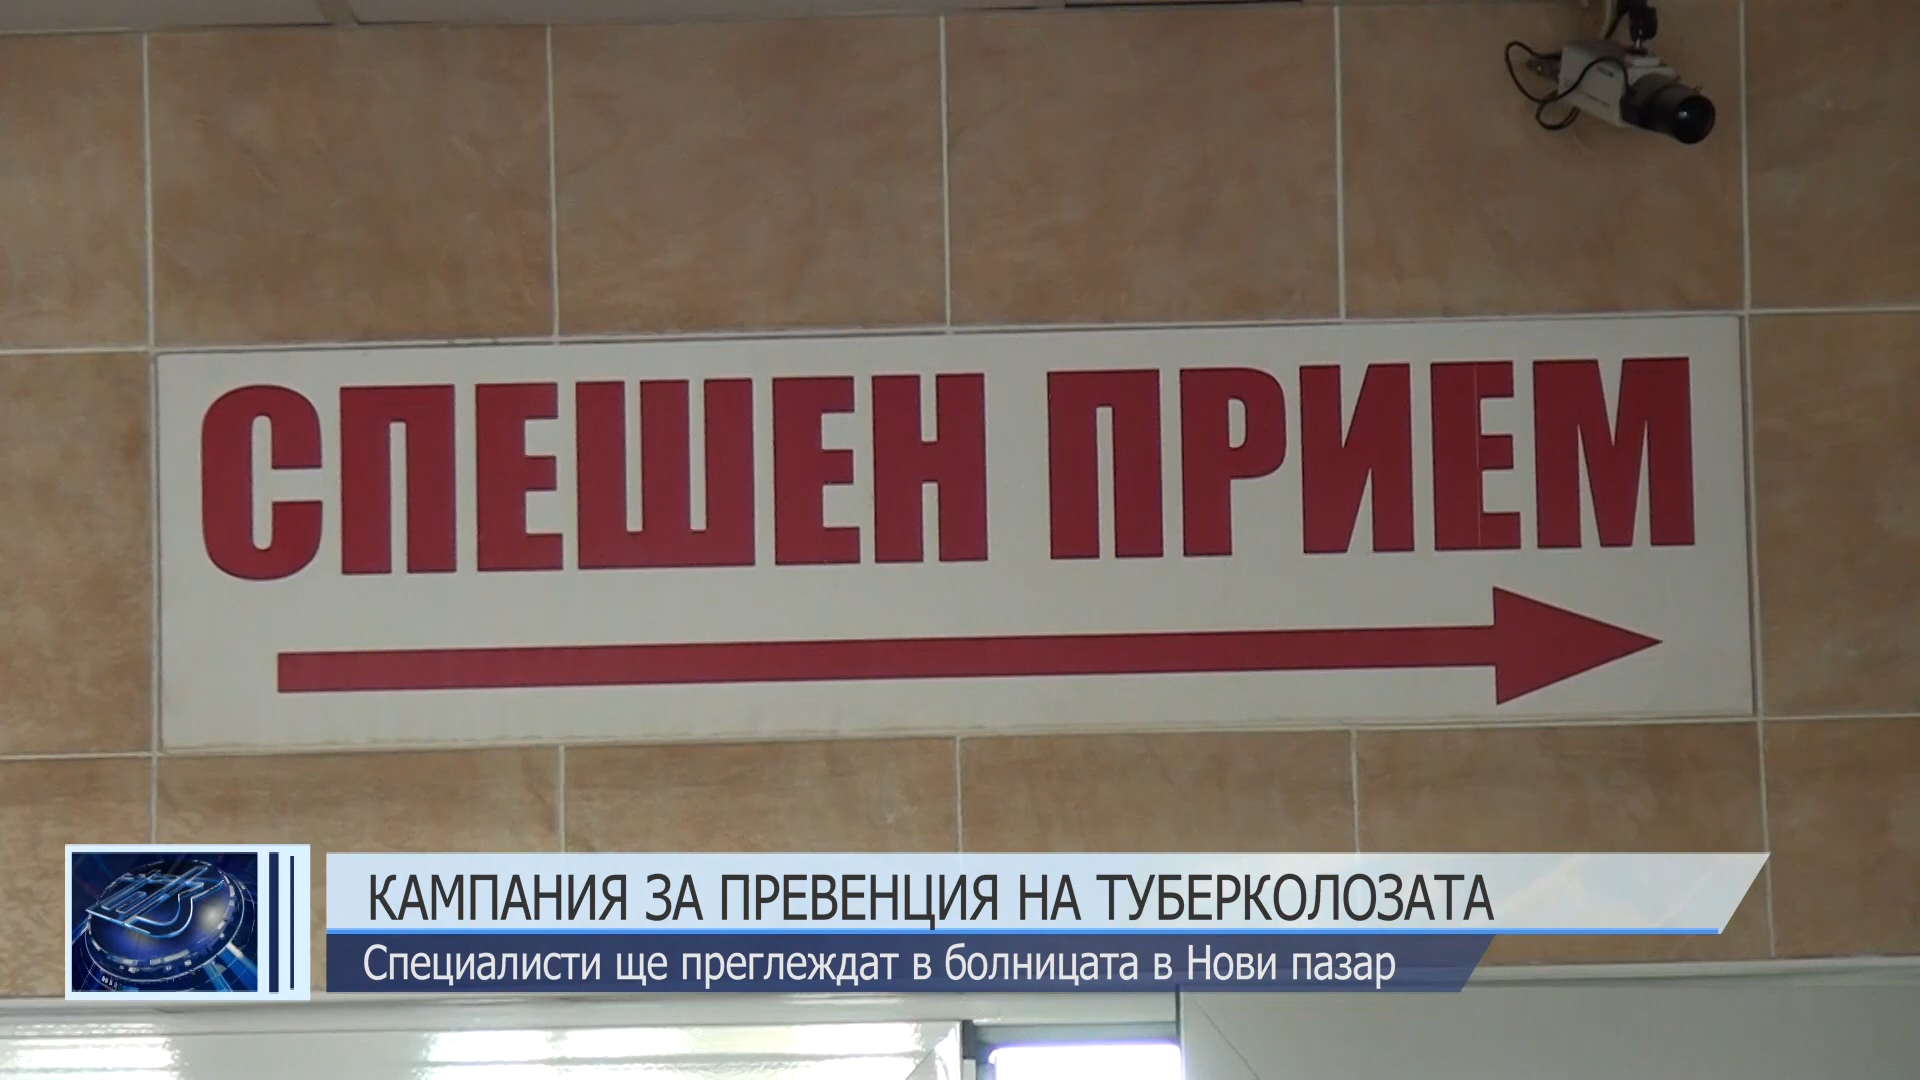 СПЕШЕН ПРИЕМ
КАМПАНИЯ ЗА ПРЕВЕНЦИЯ НА ТУБЕРКОЛОЗАТА
Специалисти ще преглеждат в болницата в Нови пазар